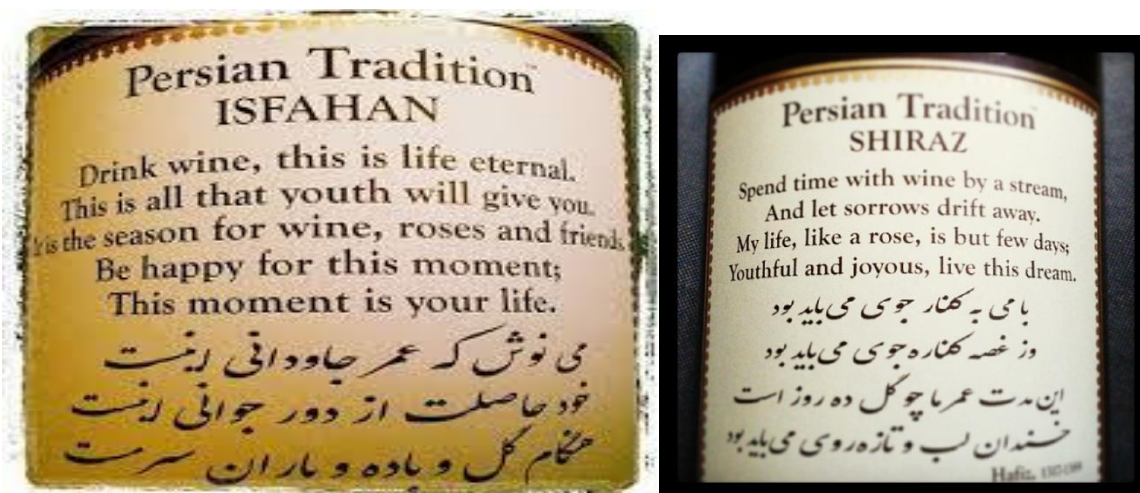 Persian Tradition™
ISFAHAN
Drink wine, this is life eternal.
This is all that youth will give you.
It is the season for wine, roses and friends.
Be happy for this moment;
This moment is your life.
می نوش که عمر جاودانی اینست
خود حاصلت از دور جوانی اینست
هنگام گل و باده و یاران سرمست
Persian Tradition™
SHIRAZ
Spend time with wine by a stream,
And let sorrows drift away.
My life, like a rose, is but few days;
Youthful and joyous, live this dream.
با می به کنار جوی می باید بود
وز غصه کناره جوی می باید بود
این مدت عمر ما چو گل ده روز است
خندان لب و تازه روی می باید بود
Hafiz,